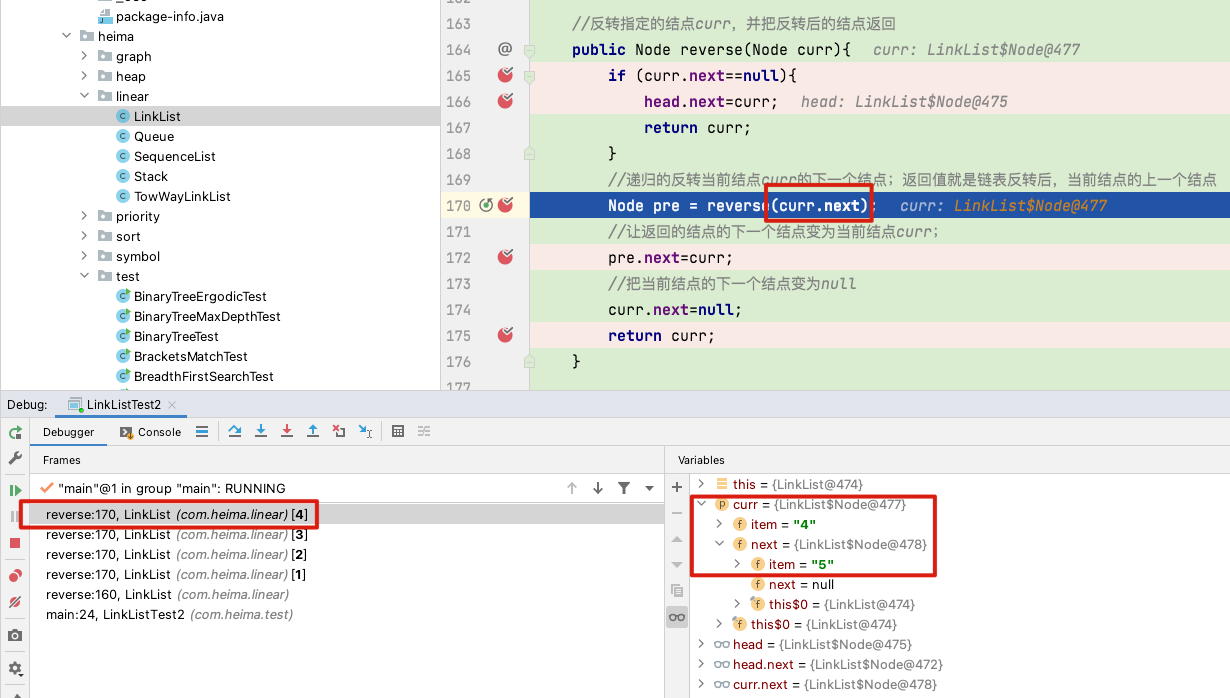 package-info.java
heima
graph
heap
linear
LinkList
Queue
SequenceList
Stack
TowWayLinkList
priority
sort
symbol
test
BinaryTreeErgodicTest
BinaryTreeMaxDepthTest
BinaryTreeTest
BracketsMatchTest
BreadthFirstSearchTest
163 //反转指定的结点curr，并把反转后的结点返回
164 @ public Node reverse(Node curr){ curr: LinkList$Node@477
165 if (curr.next==null){
166 head.next=curr; head: LinkList$Node@475
167 return curr;
168 }
169 //递归的反转当前结点curr的下一个结点；返回值就是链表反转后，当前结点的上一个结点
170 Node pre = reverse(curr.next); curr: LinkList$Node@477
171 //让返回的结点的下一个结点变为当前结点curr；
172 pre.next=curr;
173 //把当前结点的下一个结点变为null
174 curr.next=null;
175 return curr;
176 }
177
Debug: LinkListTest2
Debugger Console
Frames
"main"@1 in group "main": RUNNING
reverse:170, LinkList (com.heima.linear) [4]
reverse:170, LinkList (com.heima.linear) [3]
reverse:170, LinkList (com.heima.linear) [2]
reverse:170, LinkList (com.heima.linear) [1]
reverse:160, LinkList (com.heima.linear)
main:24, LinkListTest2 (com.heima.test)
Variables
this = {LinkList@474}
curr = {LinkList$Node@477}
item = "4"
next = {LinkList$Node@478}
item = "5"
next = null
this$0 = {LinkList@474}
this$0 = {LinkList@474}
head = {LinkList$Node@475}
head.next = {LinkList$Node@472}
curr.next = {LinkList$Node@478}